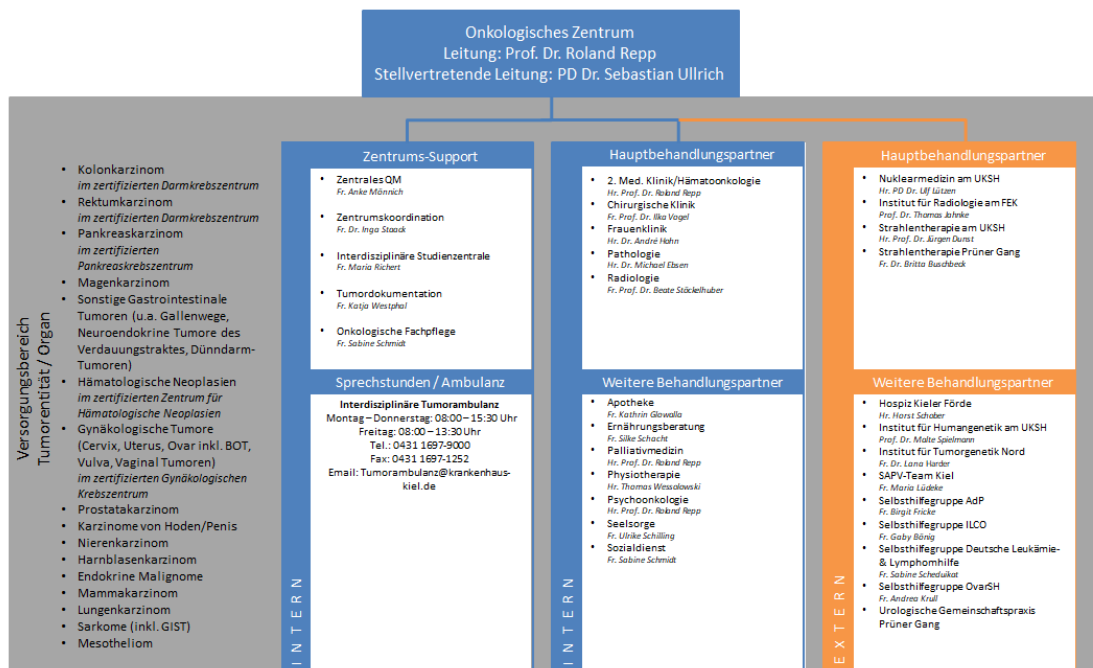 Onkologisches Zentrum
Leitung: Prof. Dr. Roland Repp
Stellvertretende Leitung: PD Dr. Sebastian Ullrich
Versorgungsbereich
Tumorentität / Organ
• Kolonkarzinom
im zertifizierten Darmkrebszentrum
• Rektumkarzinom
im zertifizierten Darmkrebszentrum
• Pankreaskarzinom
im zertifizierten
Pankreaskrebszentrum
• Magenkarzinom
• Sonstige Gastrointestinale
Tumoren (u.a. Gallenwege,
Neuroendokrine Tumore des
Verdauungstraktes, Dünndarm-
Tumoren)
• Hämatologische Neoplasien
im zertifizierten Zentrum für
Hämatologische Neoplasien
• Gynäkologische Tumore
(Cervix, Uterus, Ovar inkl. BOT,
Vulva, Vaginal Tumoren)
im zertifizierten Gynäkologischen
Krebszentrum
• Prostatakarzinom
• Karzinome von Hoden/Penis
• Nierenkarzinom
• Harnblasenkarzinom
• Endokrine Malignome
• Mammakarzinom
• Lungenkarzinom
• Sarkome (inkl. GIST)
• Mesotheliom
INTERN
Zentrums-Support
• Zentrales QM
Fr. Anke Mönnich
• Zentrumskoordination
Fr. Dr. Inga Staack
• Interdisziplinäre Studienzentrale
Fr. Maria Richert
• Tumordokumentation
Fr. Katja Westphal
• Onkologische Fachpflege
Fr. Sabine Schmidt
Sprechstunden / Ambulanz
Interdisziplinäre Tumorambulanz
Montag – Donnerstag: 08:00 – 15:30 Uhr
Freitag: 08:00 – 13:30 Uhr
Tel.: 0431 1697-9000
Fax: 0431 1697-1252
Email: Tumorambulanz@krankenhaus-
kiel.de
INTERN
Hauptbehandlungspartner
• 2. Med. Klinik/Hämatoonkologie
Hr. Prof. Dr. Roland Repp
• Chirurgische Klinik
Fr. Prof. Dr. Ilka Vogel
• Frauenklinik
Hr. Dr. André Hahn
• Pathologie
Hr. Dr. Michael Ebsen
• Radiologie
Fr. Prof. Dr. Beate Stöckelhuber
Weitere Behandlungspartner
• Apotheke
Fr. Kathrin Glowalla
• Ernährungsberatung
Fr. Silke Schacht
• Palliativmedizin
Hr. Prof. Dr. Roland Repp
• Physiotherapie
Hr. Thomas Wessolowski
• Psychoonkologie
Hr. Prof. Dr. Roland Repp
• Seelsorge
Fr. Ulrike Schilling
• Sozialdienst
Fr. Sabine Schmidt
EXTERN
Hauptbehandlungspartner
• Nuklearmedizin am UKSH
Hr. PD Dr. Ulf Lützen
• Institut für Radiologie am FEK
Prof. Dr. Thomas Jahnke
• Strahlentherapie am UKSH
Hr. Prof. Dr. Jürgen Dunst
• Strahlentherapie Prüner Gang
Fr. Dr. Britta Buschbeck
Weitere Behandlungspartner
• Hospiz Kieler Förde
Hr. Horst Schober
• Institut für Humangenetik am UKSH
Prof. Dr. Malte Spielmann
• Institut für Tumorgenetik Nord
Fr. Dr. Lana Harder
• SAPV-Team Kiel
Fr. Maria Lüdeke
• Selbsthilfegruppe AdP
Fr. Birgit Fricke
• Selbsthilfegruppe ILCO
Fr. Gaby Bönig
• Selbsthilfegruppe Deutsche Leukämie-
& Lymphomhilfe
Fr. Sabine Scheduikat
• Selbsthilfegruppe OvarSH
Fr. Andrea Krull
• Urologische Gemeinschaftspraxis
Prüner Gang